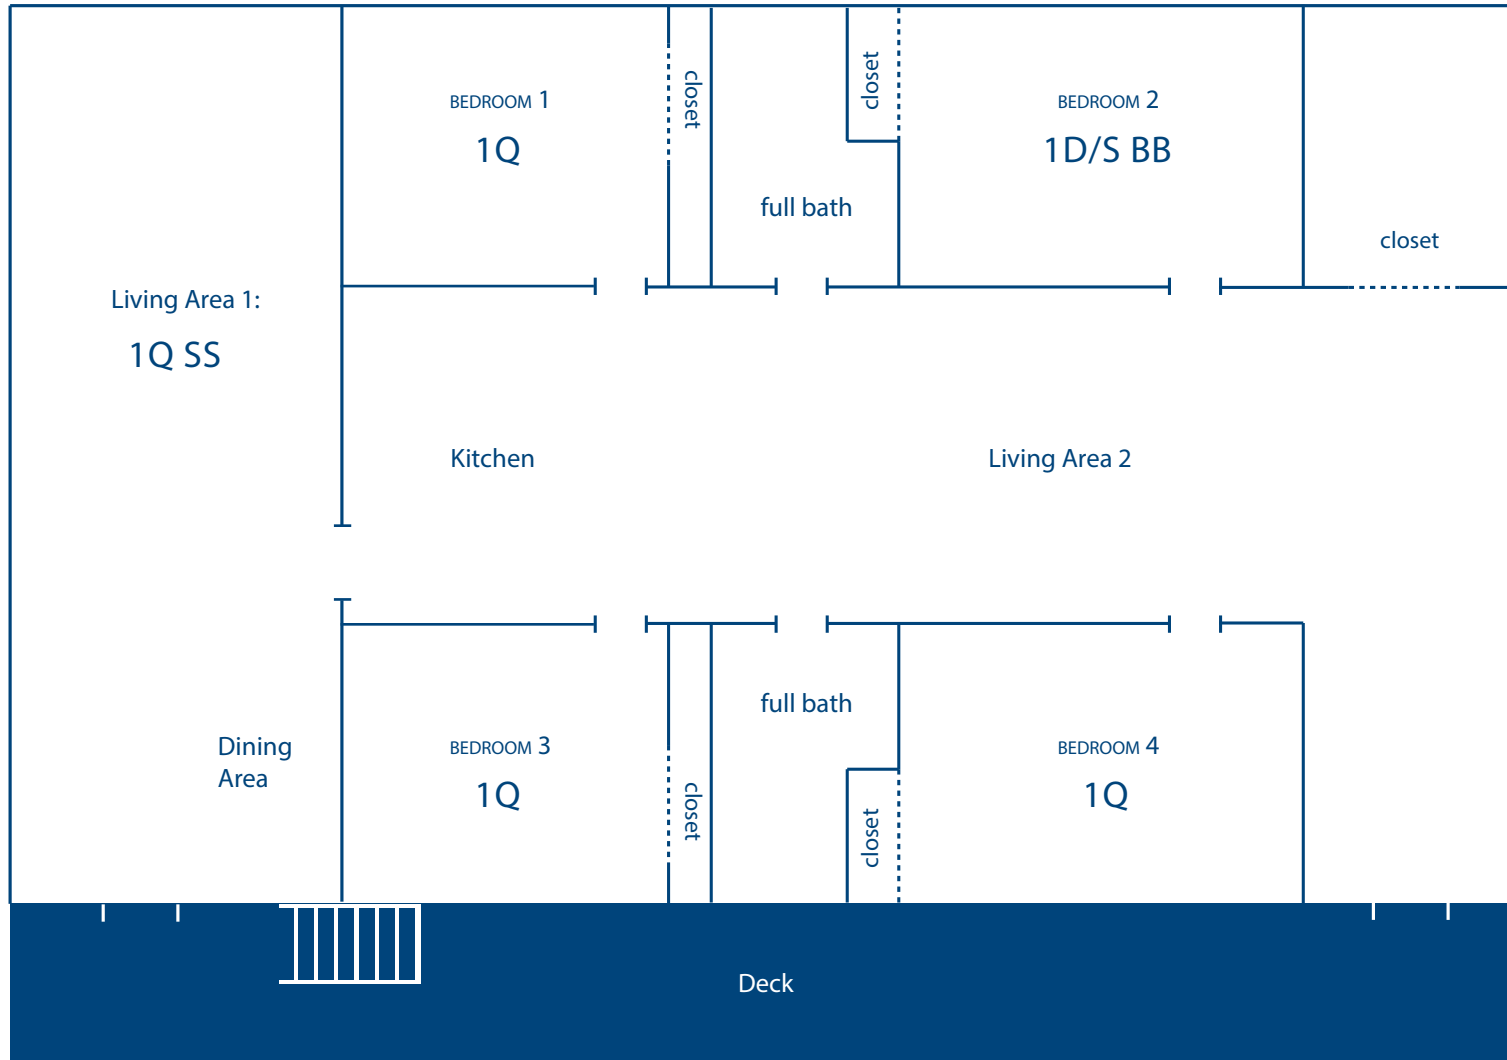 BEDROOM 1
1Q
closet
closet
BEDROOM 2
1D/S BB
full bath
closet
Living Area 1:
1Q SS
Kitchen
Living Area 2
Dining
Area
BEDROOM 3
1Q
closet
full bath
closet
BEDROOM 4
1Q
Deck